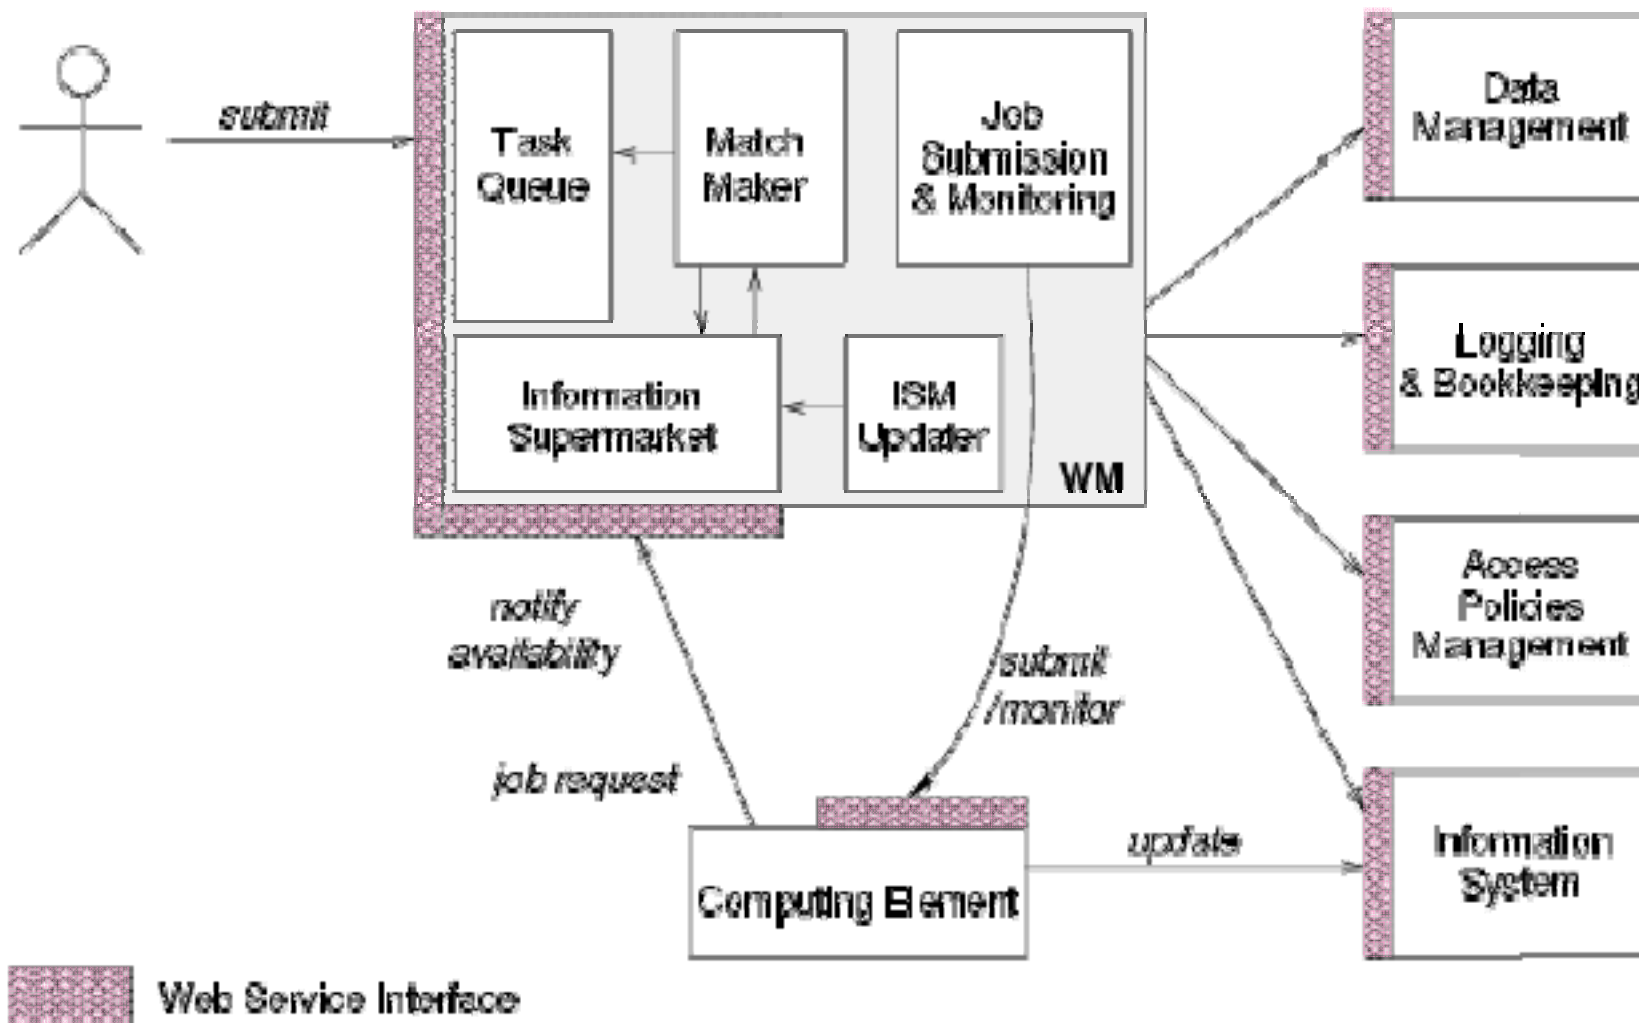 submit
Task
Queue
Match
Maker
Job
Submission
& Monitoring
Data
Management
Logging
& Bookkeeping
Information
Supermarket
ISM
Updater
WM
Access
Policies
Management
notify
availability
submit
/monitor
job request
update
Computing Element
Information
System
Web Service Interface